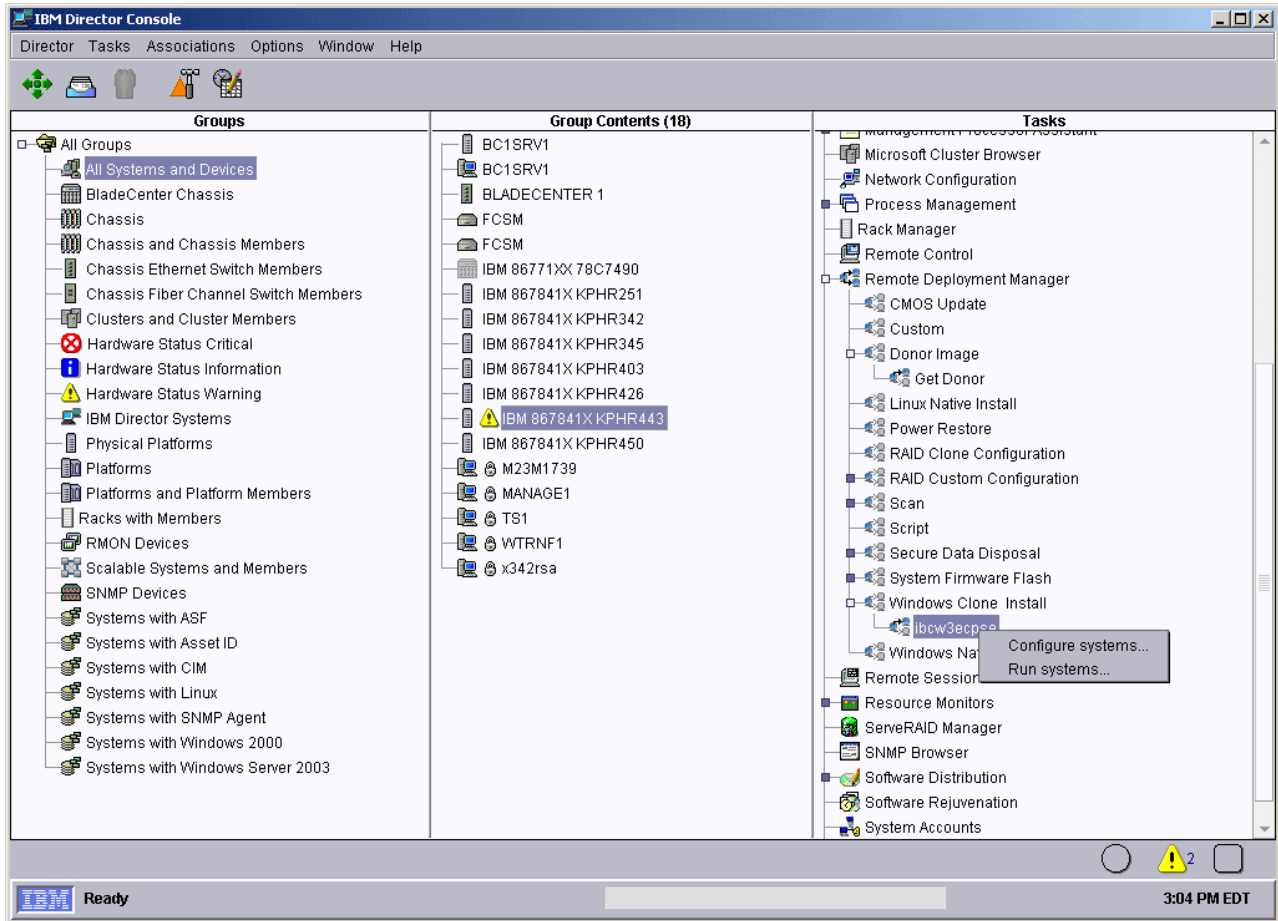 IBM Director Console
Director Tasks Associations Options Window Help
Groups
All Groups
All Systems and Devices
BladeCenter Chassis
Chassis
Chassis and Chassis Members
Chassis Ethernet Switch Members
Chassis Fiber Channel Switch Members
Clusters and Cluster Members
Hardware Status Critical
Hardware Status Information
Hardware Status Warning
IBM Director Systems
Physical Platforms
Platforms
Platforms and Platform Members
Racks with Members
RMON Devices
Scalable Systems and Members
SNMP Devices
Systems with ASF
Systems with Asset ID
Systems with CIM
Systems with Linux
Systems with SNMP Agent
Systems with Windows 2000
Systems with Windows Server 2003
Group Contents (18)
BC1SRV1
BC1SRV1
BLADECENTER 1
FCSM
FCSM
IBM 86771XX 78C7490
IBM 867841X KPHR251
IBM 867841X KPHR342
IBM 867841X KPHR345
IBM 867841X KPHR403
IBM 867841X KPHR426
IBM 867841X KPHR443
IBM 867841X KPHR450
M23M1739
MANAGE1
TS1
WTRNF1
x342rsa
Tasks
Management Processor Assistant
Microsoft Cluster Browser
Network Configuration
Process Management
Rack Manager
Remote Control
Remote Deployment Manager
CMOS Update
Custom
Donor Image
Get Donor
Linux Native Install
Power Restore
RAID Clone Configuration
RAID Custom Configuration
Scan
Script
Secure Data Disposal
System Firmware Flash
Windows Clone Install
ibcw3ecpse
Configure systems...
Windows Na
Run systems...
Remote Session
Resource Monitors
ServeRAID Manager
SNMP Browser
Software Distribution
Software Rejuvenation
System Accounts
2
IBM Ready
3:04 PM EDT